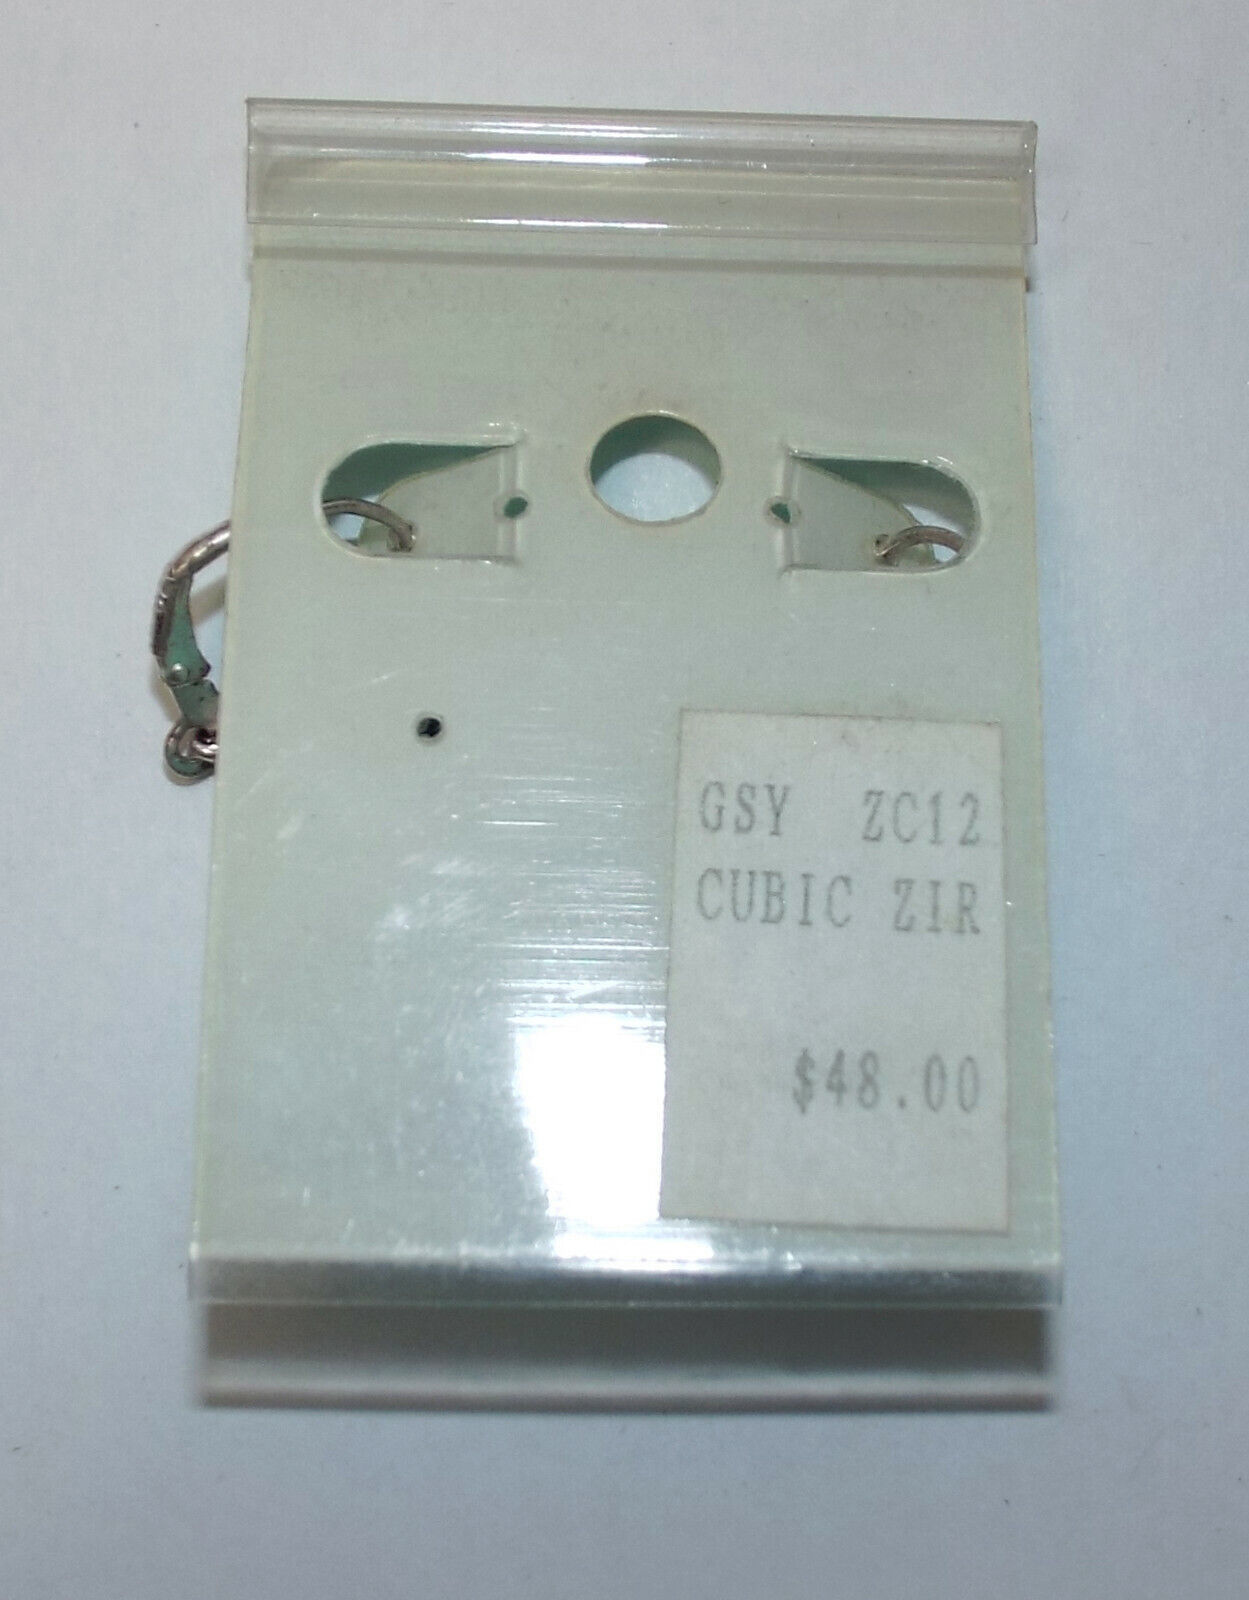 GSY ZC12
CUBIC ZIR
$48.00